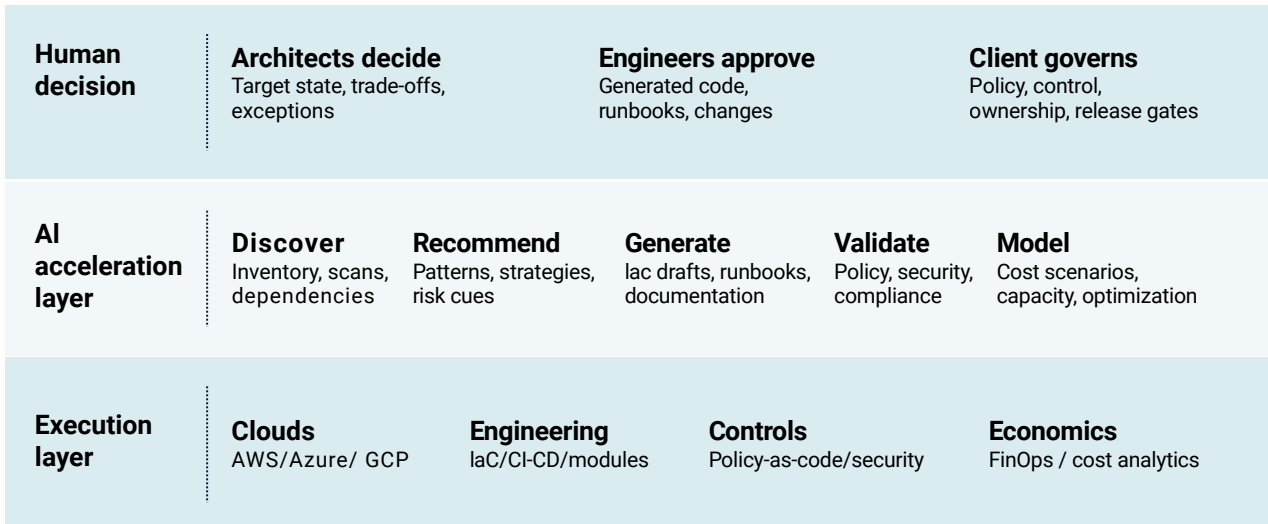 Human
decision
Architects decide
Target state, trade-offs,
exceptions
Engineers approve
Generated code,
runbooks, changes
Client governs
Policy, control,
ownership, release gates
AI
acceleration
layer
Discover
Inventory, scans,
dependencies
Recommend
Patterns, strategies,
risk cues
Generate
Iac drafts, runbooks,
documentation
Validate
Policy, security,
compliance
Model
Cost scenarios,
capacity, optimization
Execution
layer
Clouds
AWS/Azure/ GCP
Engineering
IaC/CI-CD/modules
Controls
Policy-as-code/security
Economics
FinOps / cost analytics